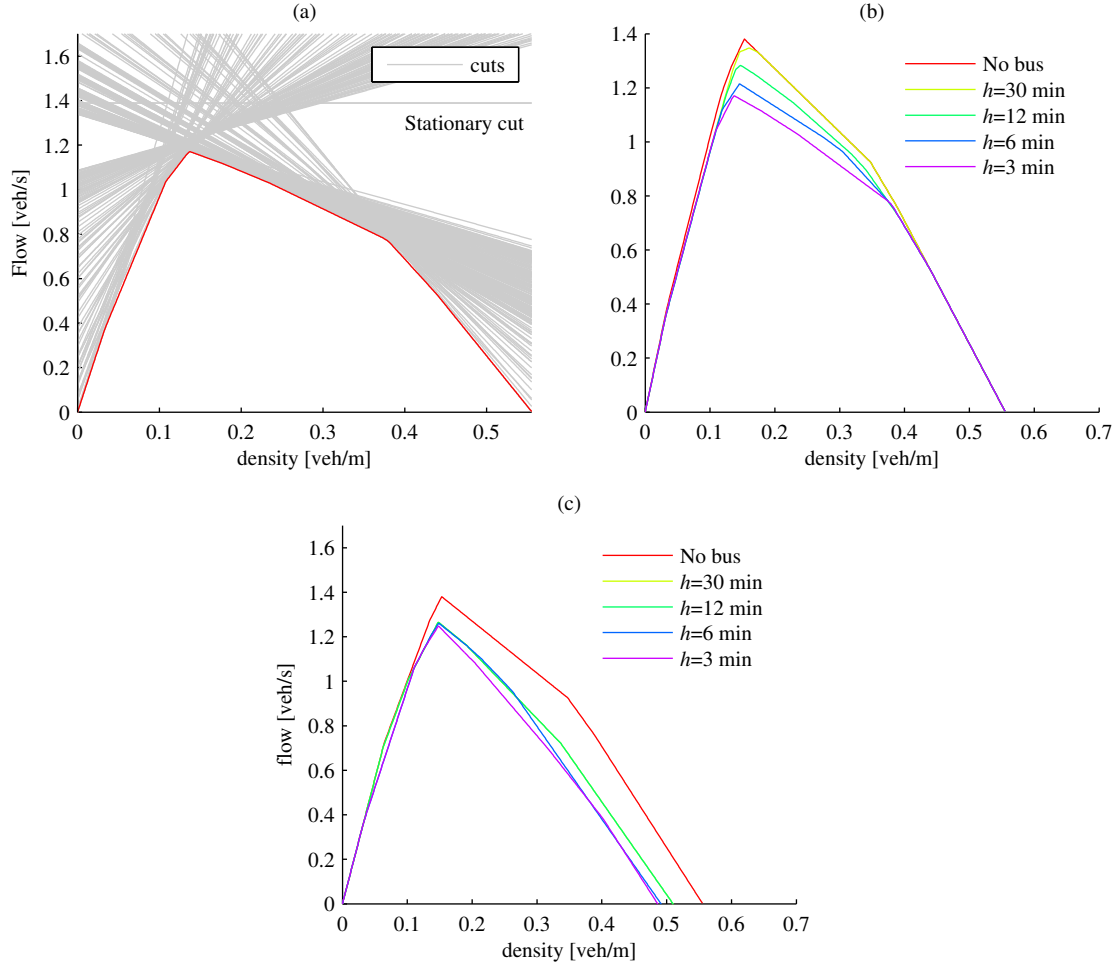 (a)
1.6
1.4
1.2
1
0.8
0.6
0.4
0.2
0
Flow [veh/s]
cuts
Stationary cut
0 0.1 0.2 0.3 0.4 0.5
density [veh/m]
(b)
1.4
1.2
1.0
0.8
0.6
0.4
0.2
0
No bus
h=30 min
h=12 min
h=6 min
h=3 min
0 0.1 0.2 0.3 0.4 0.5 0.6 0.7
density [veh/m]
(c)
1.6
1.4
1.2
1
0.8
0.6
0.4
0.2
0
flow [veh/s]
No bus
h=30 min
h=12 min
h=6 min
h=3 min
0 0.1 0.2 0.3 0.4 0.5 0.6 0.7
density [veh/m]